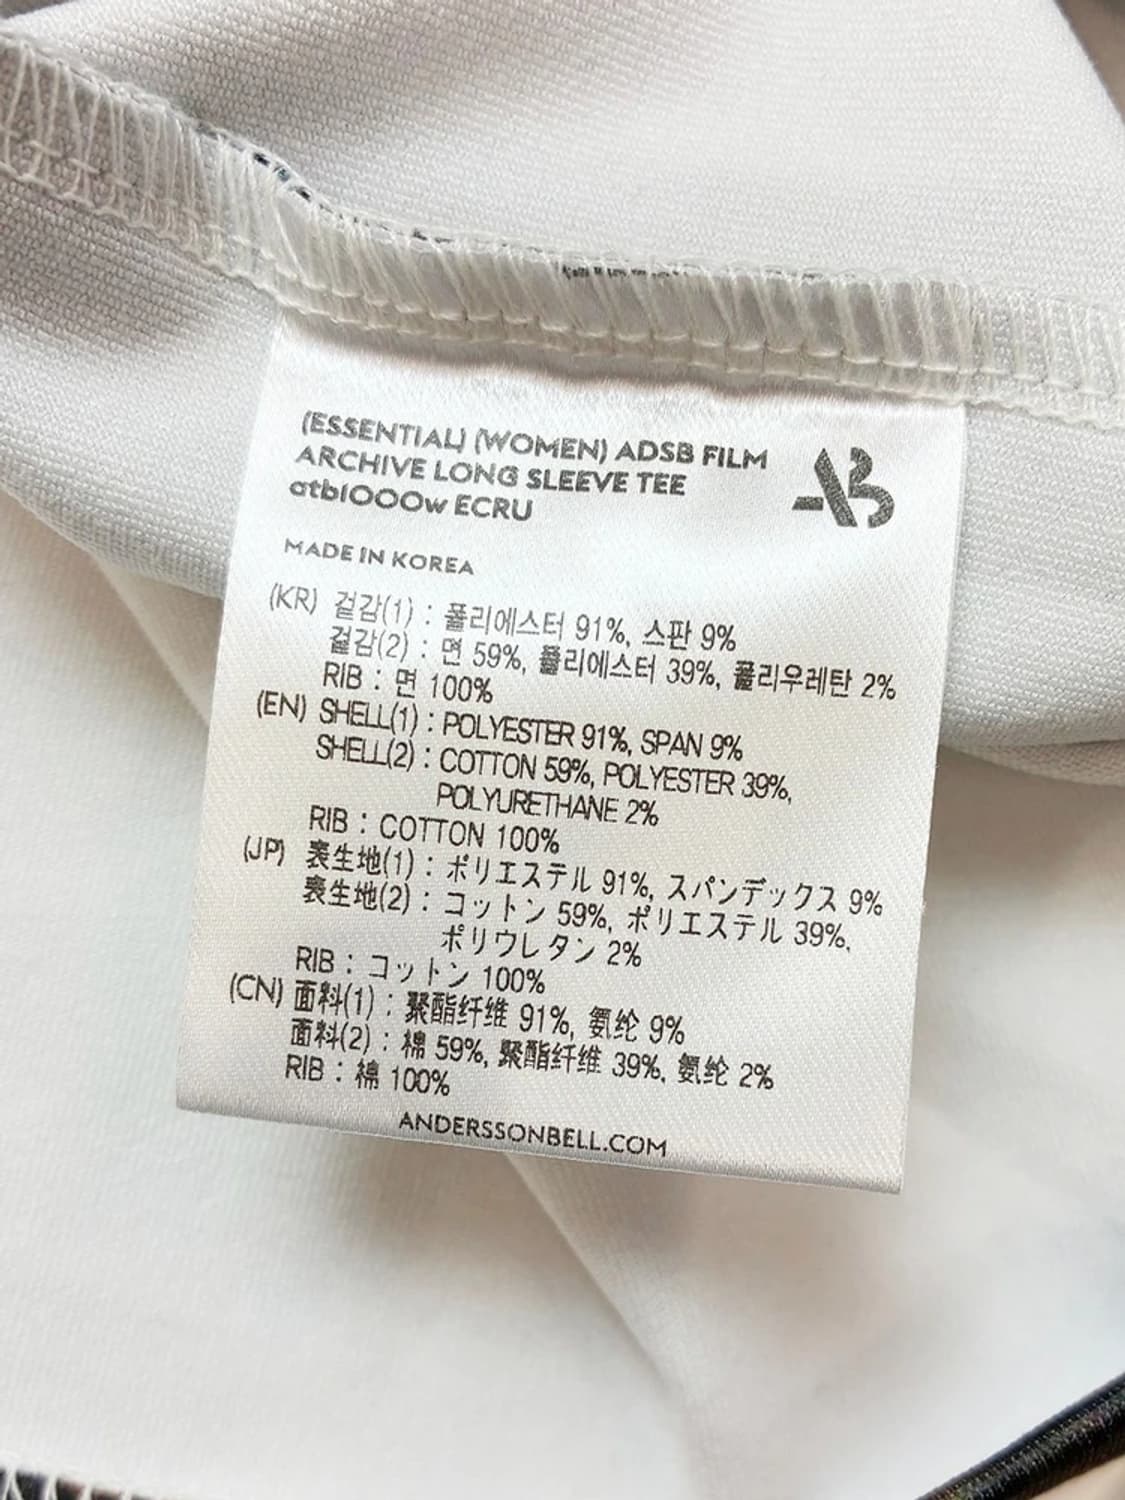 (ESSENTIAL) (WOMEN) ADSB FILM
ARCHIVE LONG SLEEVE TEE
atb1000w ECRU
AB
MADE IN KOREA
(KR) 겉감(1) : 폴리에스터 91%, 스판 9%
겉감(2) : 면 59%, 폴리에스터 39%, 폴리우레탄 2%
RIB : 면 100%
(EN) SHELL(1) : POLYESTER 91%, SPAN 9%
SHELL(2) : COTTON 59%, POLYESTER 39%,
POLYURETHANE 2%
RIB : COTTON 100%
(JP) 表生地(1) : ポリエステル 91%, スパンデックス 9%
表生地(2) : コットン 59%, ポリエステル 39%,
ポリウレタン 2%
RIB : コットン 100%
(CN) 面料(1) : 聚酯纤维 91%, 氨纶 9%
面料(2) : 棉 59%, 聚酯纤维 39%, 氨纶 2%
RIB : 棉 100%
ANDERSSONBELL.COM